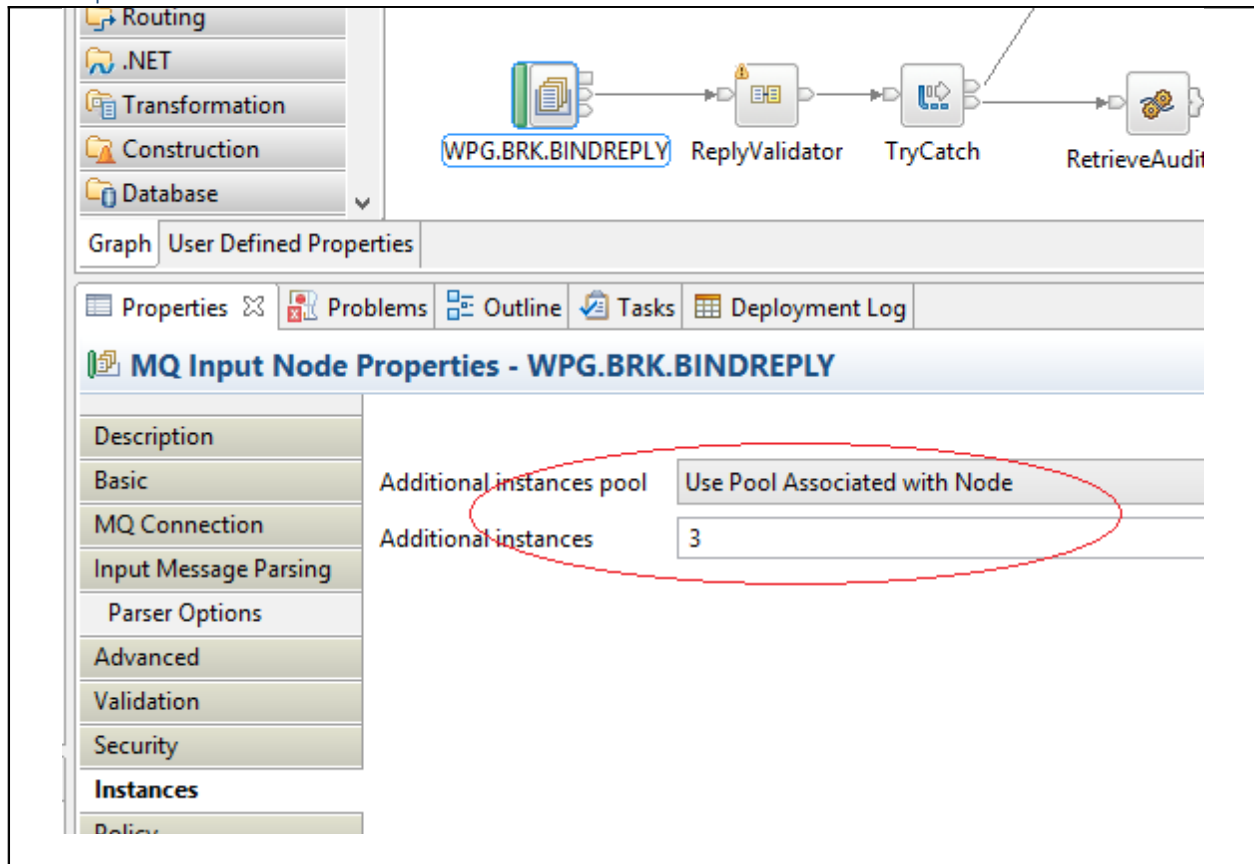 Routing
.NET
Transformation
Construction
Database
WPG.BRK.BINDREPLY ReplyValidator TryCatch RetrieveAudit
Graph User Defined Properties
Properties Problems Outline Tasks Deployment Log
MQ Input Node Properties - WPG.BRK.BINDREPLY
Description
Basic
Additional instances pool Use Pool Associated with Node
MQ Connection
Additional instances 3
Input Message Parsing
Parser Options
Advanced
Validation
Security
Instances
Policy